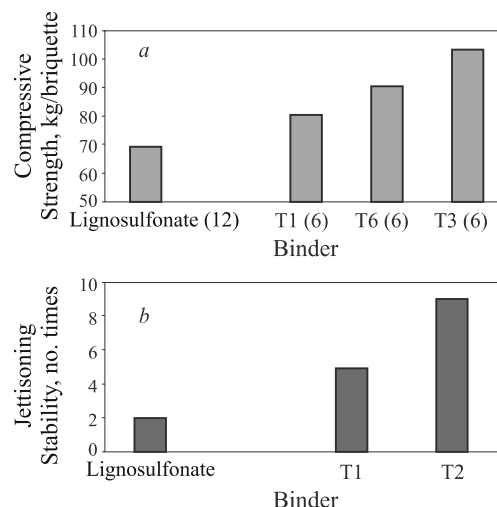 Compressive
Strength, kg/briquette
110
100
90
80
70
60
50
a
Lignosulfonate (12)
T1 (6)
T6 (6)
T3 (6)
Binder
Jettisoning
Stability, no. times
10
8
6
4
2
0
b
Lignosulfonate
T1
T2
Binder